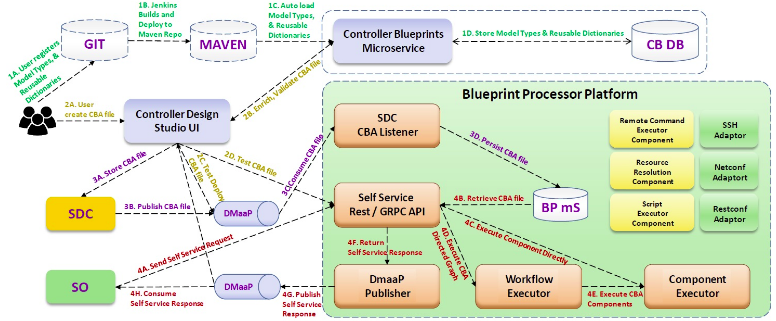 1B. Jenkins
Builds and
Deploy to
Maven Repo
1C. Auto load
Model Types,
& Reusable
Dictionaries
GIT
MAVEN
Controller Blueprints
Microservice
1D. Store Model Types & Reusable Dictionaries
CB DB
1A. User registers
Model Types, &
Reusable
Dictionaries
2A. User
create CBA file
Controller Design
Studio UI
2B. Enrich, Validate CBA file
Blueprint Processor Platform
SDC
CBA Listener
Remote Command
Executor
Component
SSH
Adaptor
3A. Store CBA file
2C. Test Deploy
CBA file
2D. Test CBA file
3C.Consume CBA file
3D. Persist CBA file
Resource
Resolution
Component
Netconf
Adaptort
SDC
3B. Publish CBA file
DMaaP
Self Service
Rest / GRPC API
4B. Retrieve CBA file
BP mS
Script
Executor
Component
Restconf
Adaptor
4A. Send Self Service Request
4F. Return
Self Service Response
4D. Execute CBA
Directed Graph
4C. Execute Component Directly
SO
4H. Consume
Self Service Response
DMaaP
4G. Publish
Self Service
Response
DmaaP
Publisher
Workflow
Executor
4E. Execute CBA
Components
Component
Executor